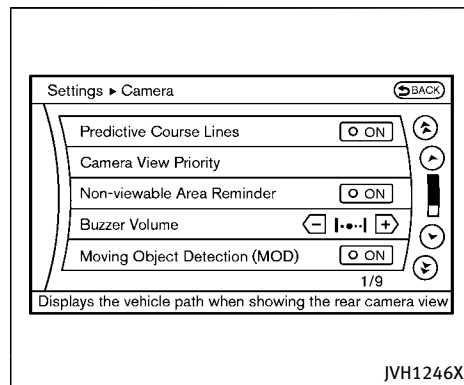 Settings ▸ Camera BACK
Predictive Course Lines ON
Camera View Priority
Non-viewable Area Reminder ON
Buzzer Volume − +
Moving Object Detection (MOD) ON
1/9
Displays the vehicle path when showing the rear camera view
JVH1246X